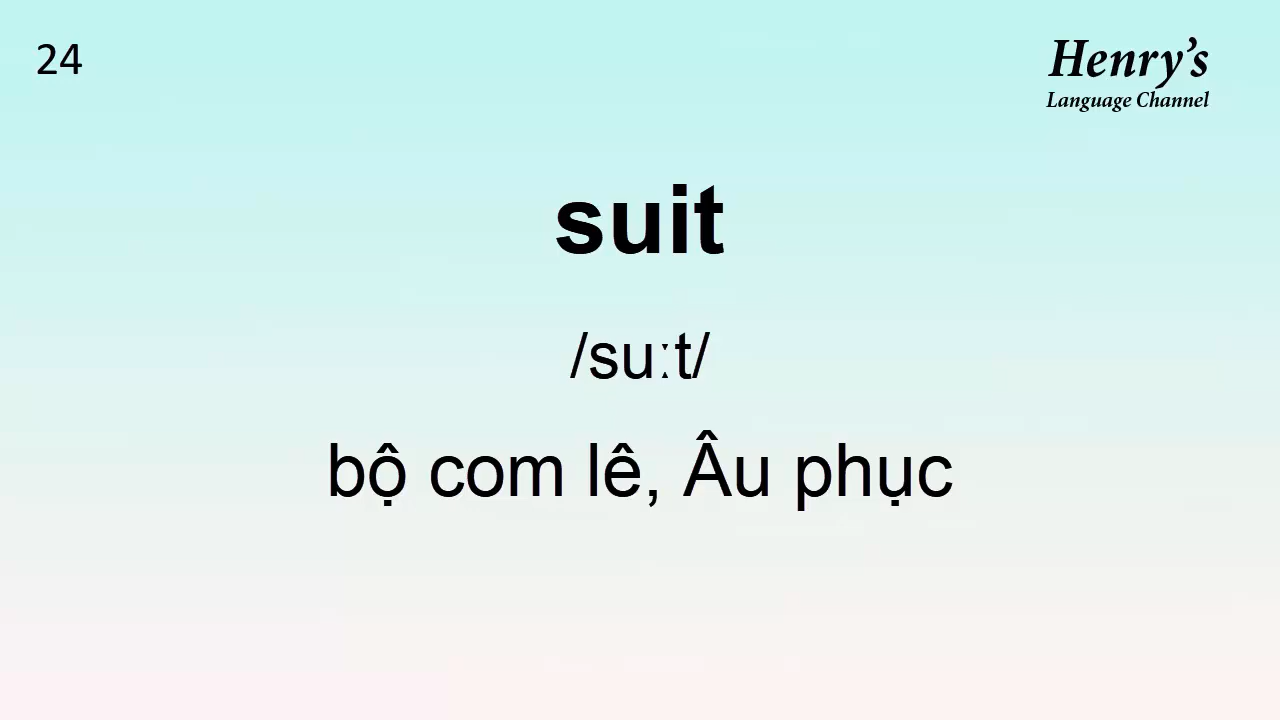 24
Henry’s
Language Channel
suit
/suːt/
bộ com lê, Âu phục